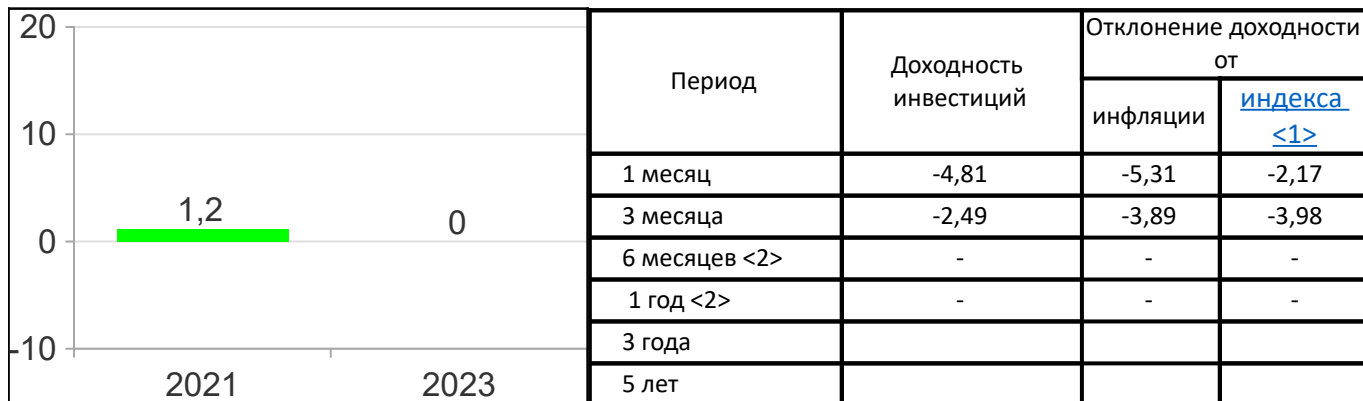 20
10
0
-10
1,2
0
2021 2023
Период Доходность инвестиций Отклонение доходности от
инфляции индекса <1>
1 месяц -4,81 -5,31 -2,17
3 месяца -2,49 -3,89 -3,98
6 месяцев <2> - - -
1 год <2> - - -
3 года
5 лет